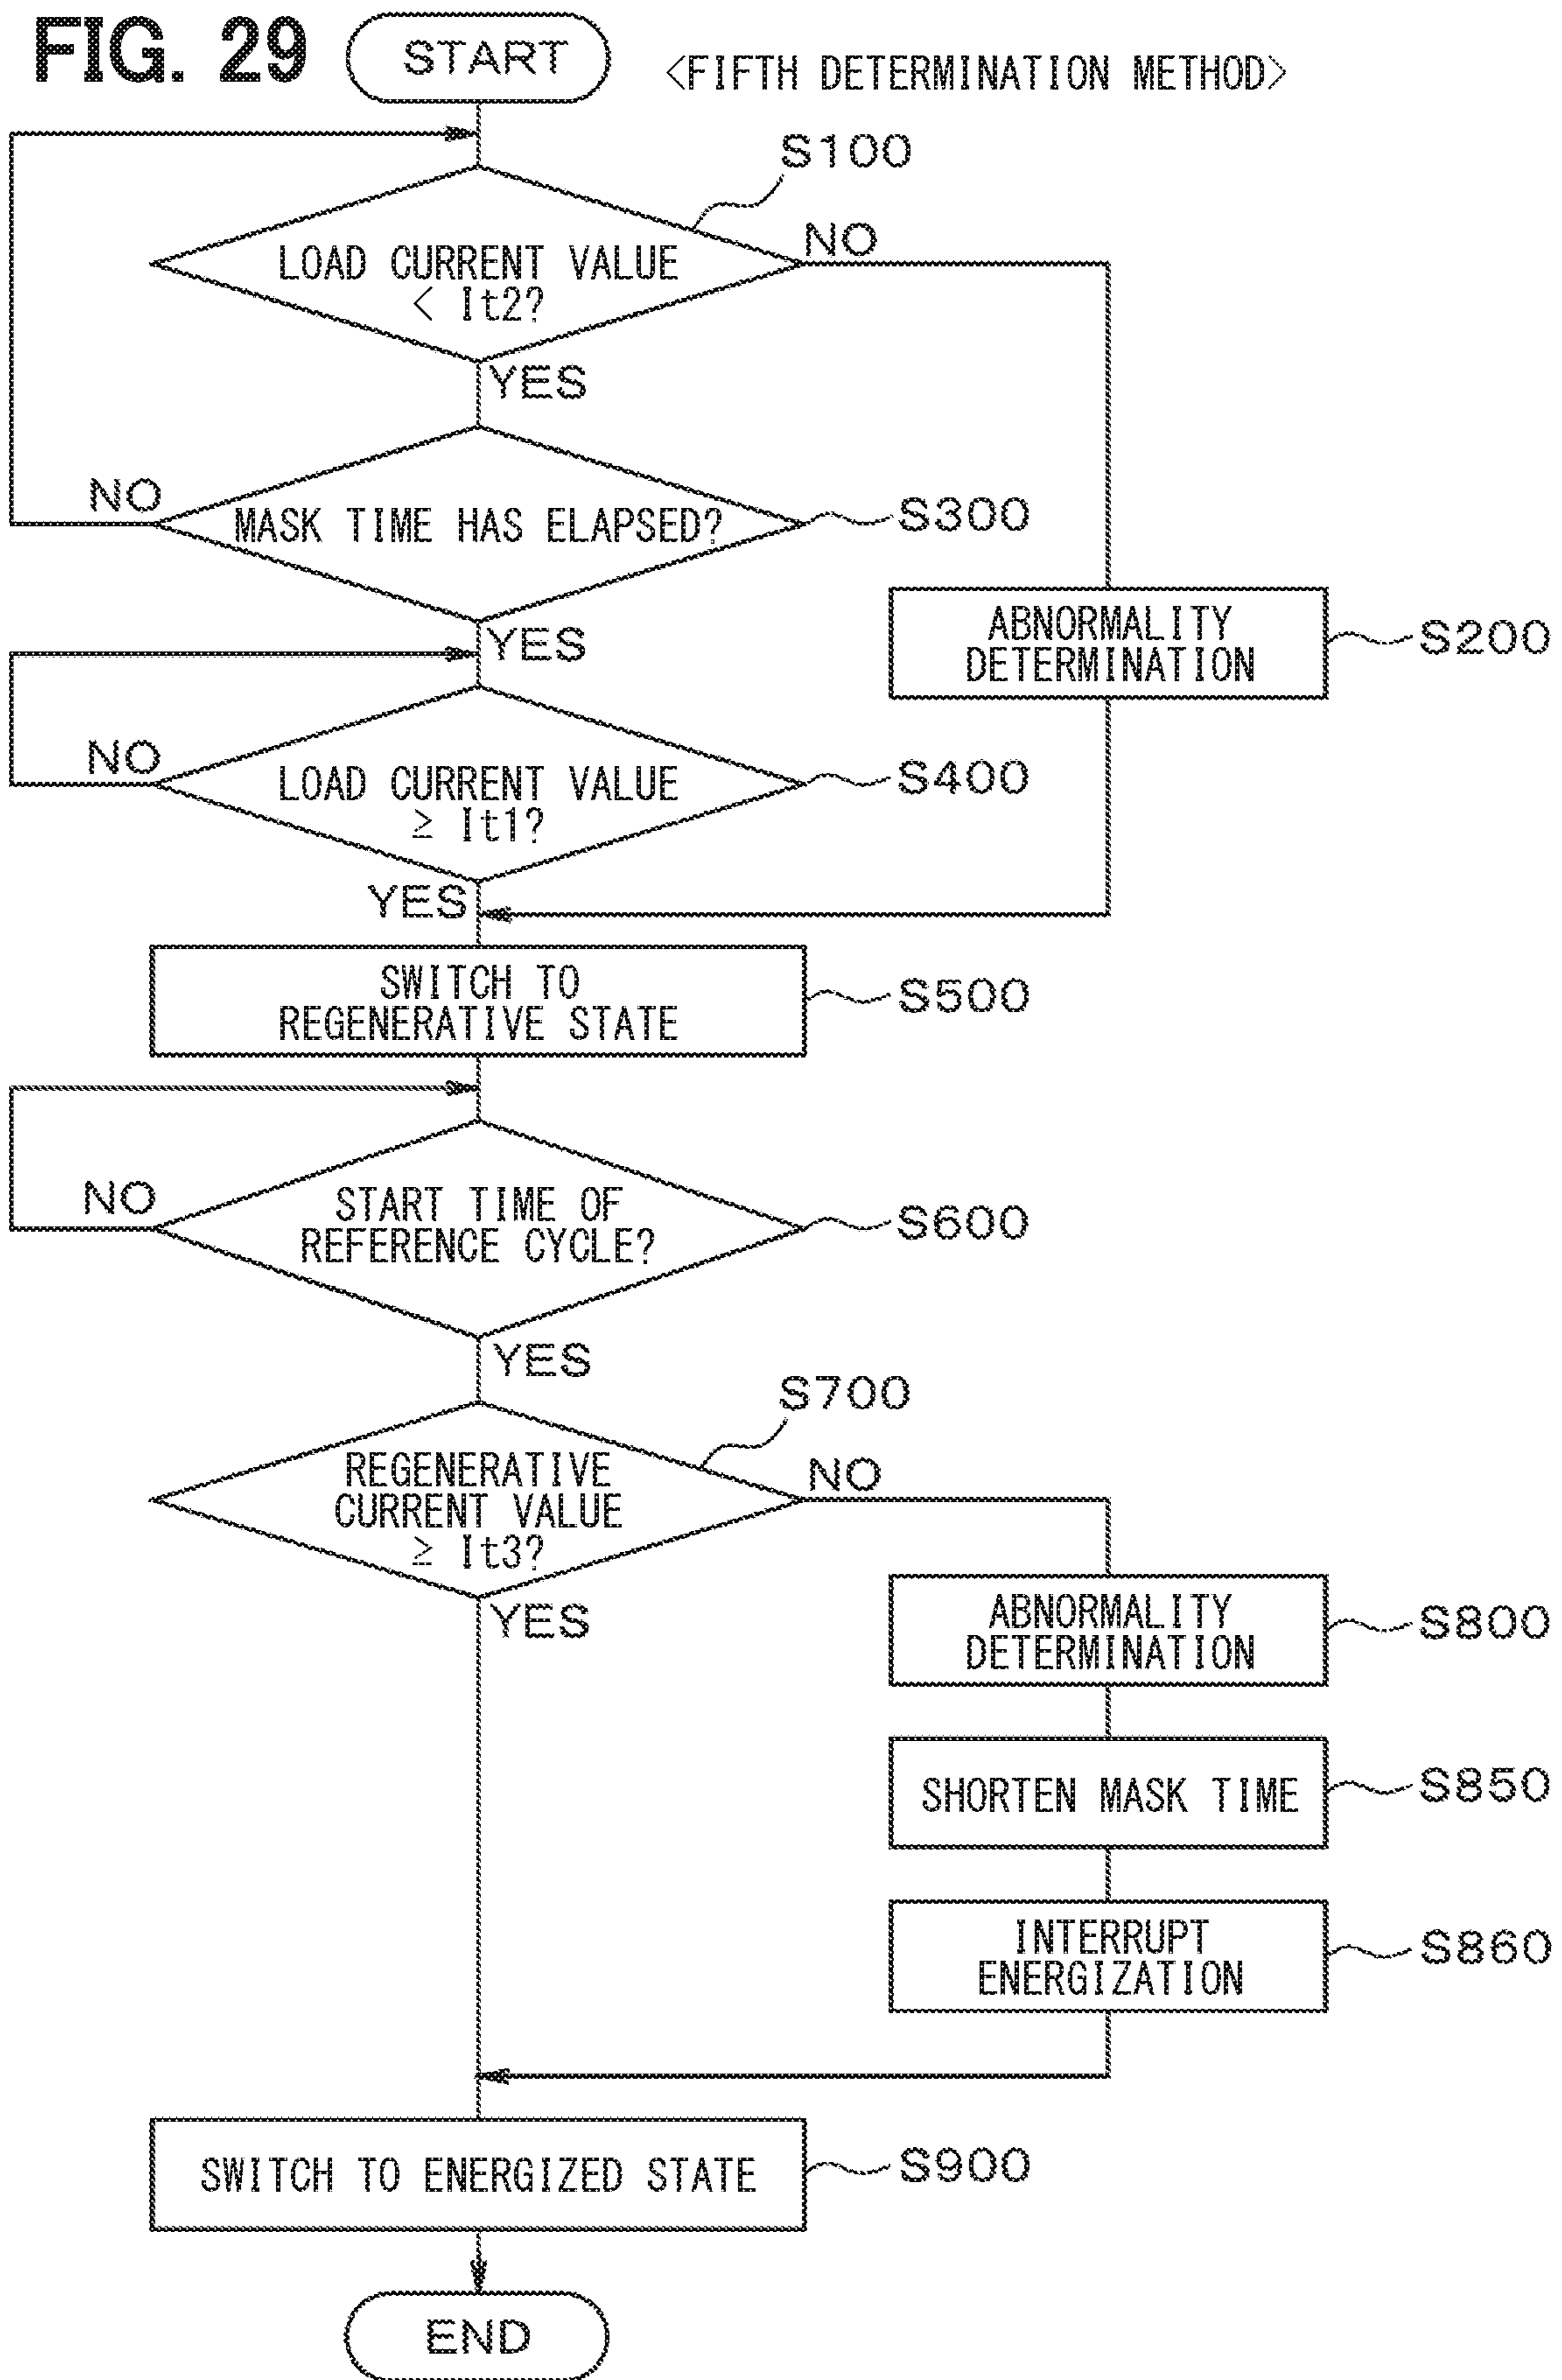 FIG. 29
START
<FIFTH DETERMINATION METHOD>
S100
LOAD CURRENT VALUE
< It2?
NO
YES
NO
MASK TIME HAS ELAPSED?
S300
YES
ABNORMALITY
DETERMINATION
S200
NO
LOAD CURRENT VALUE
≥ It1?
S400
YES
SWITCH TO
REGENERATIVE STATE
S500
NO
START TIME OF
REFERENCE CYCLE?
S600
YES
S700
REGENERATIVE
CURRENT VALUE
≥ It3?
NO
YES
ABNORMALITY
DETERMINATION
S800
SHORTEN MASK TIME
S850
INTERRUPT
ENERGIZATION
S860
SWITCH TO ENERGIZED STATE
S900
END